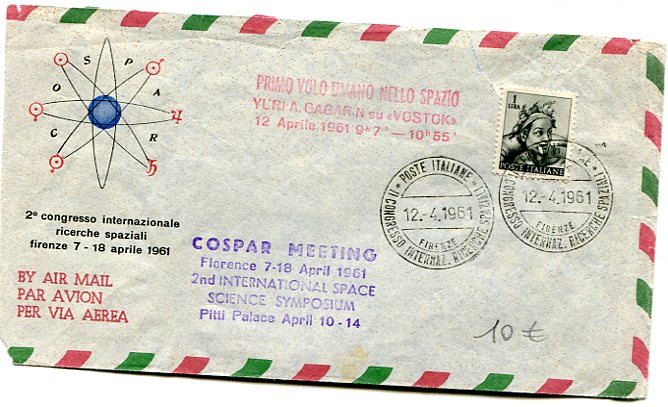 COSPAR
2º congresso internazionale
ricerche spaziali
firenze 7 - 18 aprile 1961
BY AIR MAIL
PAR AVION
PER VIA AEREA
PRIMO VOLO UMANO NELLO SPAZIO
YURI A. GAGARIN su «VOSTOK»
12 Aprile 1961 9ʰ7' — 10ʰ55'
1
LIRA
POSTE ITALIANE
* POSTE ITALIANE *
12.-4.1961
FIRENZE
II CONGRESSO INTERNAZ. RICERCHE SPAZIALI
12.-4.1961
FIRENZE
II CONGRESSO INTERNAZ. RICERCHE SPAZIALI
COSPAR MEETING
Florence 7-18 April 1961
2nd INTERNATIONAL SPACE
SCIENCE SYMPOSIUM
Pitti Palace April 10 - 14
10 €